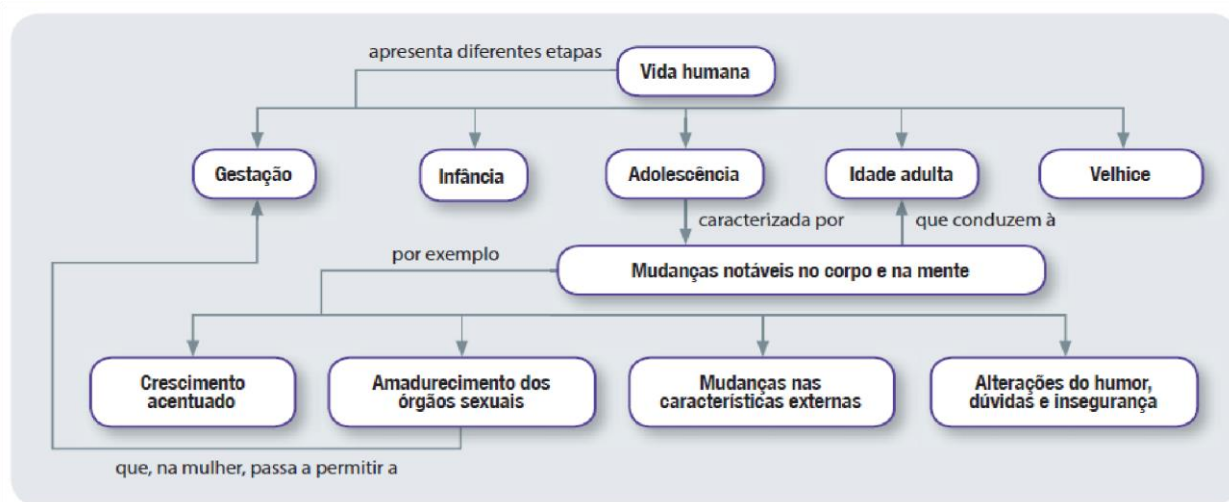 apresenta diferentes etapas
Vida humana
Gestação
Infância
Adolescência
Idade adulta
Velhice
caracterizada por
que conduzem à
por exemplo
Mudanças notáveis no corpo e na mente
Crescimento
acentuado
Amadurecimento dos
órgãos sexuais
Mudanças nas
características externas
Alterações do humor,
dúvidas e insegurança
que, na mulher, passa a permitir a